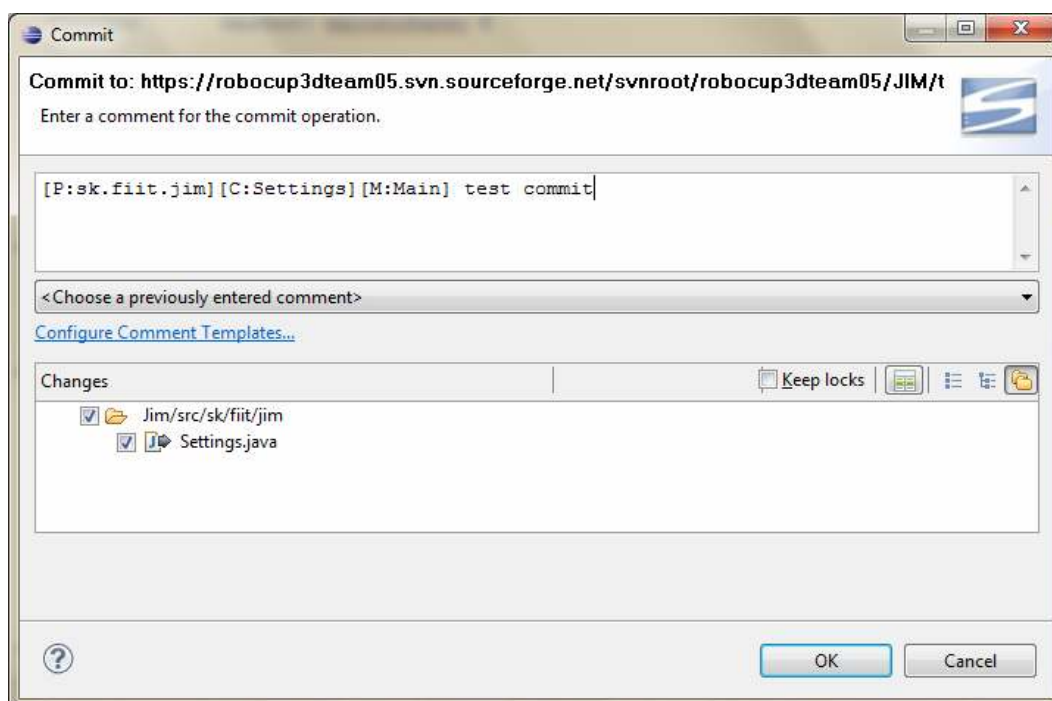 Commit
Commit to: https://robocup3dteam05.svn.sourceforge.net/svnroot/robocup3dteam05/JIM/t
Enter a comment for the commit operation.
[P:sk.fiit.jim][C:Settings][M:Main] test commit
<Choose a previously entered comment>
Configure Comment Templates...
Changes Keep locks
Jim/src/sk/fiit/jim
Settings.java
OK Cancel